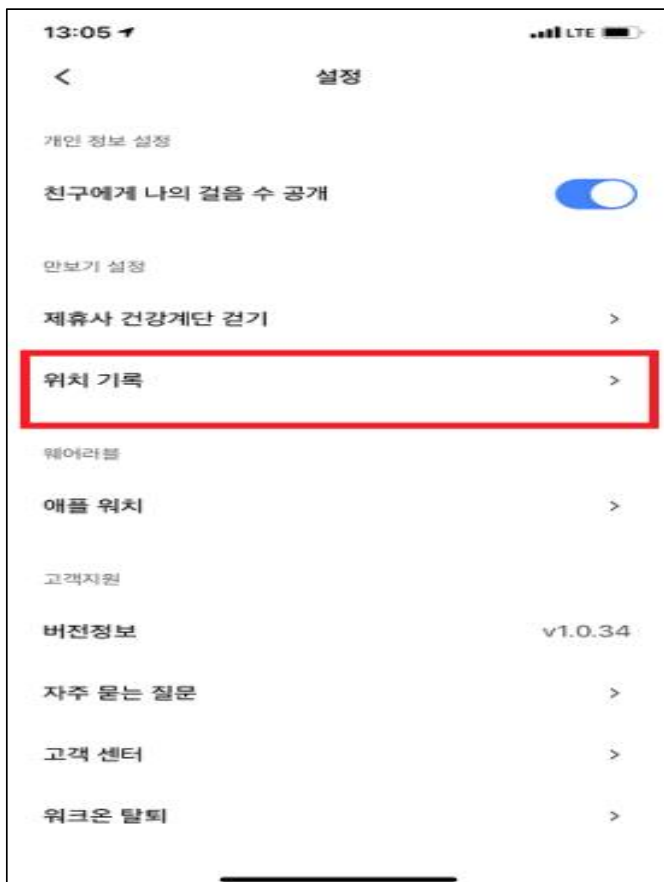 13:05
LTE
설정
개인 정보 설정
친구에게 나의 걸음 수 공개
만보기 설정
제휴사 건강계단 걷기 >
위치 기록 >
웨어러블
애플 워치 >
고객지원
버전정보 v1.0.34
자주 묻는 질문 >
고객 센터 >
워크온 탈퇴 >